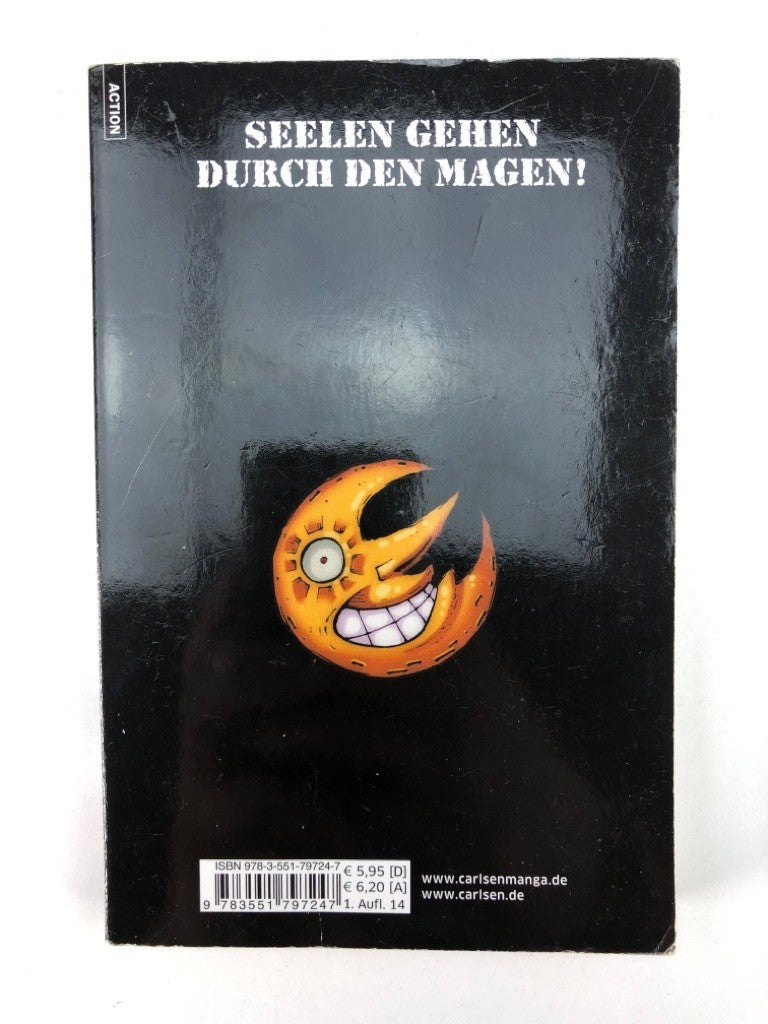 ACTION
SEELEN GEHEN
DURCH DEN MAGEN!
ISBN 978-3-551-79724-7
9 783551 797247
€ 5,95 [D]
€ 6,20 [A]
1. Aufl. 14
www.carlsenmanga.de
www.carlsen.de